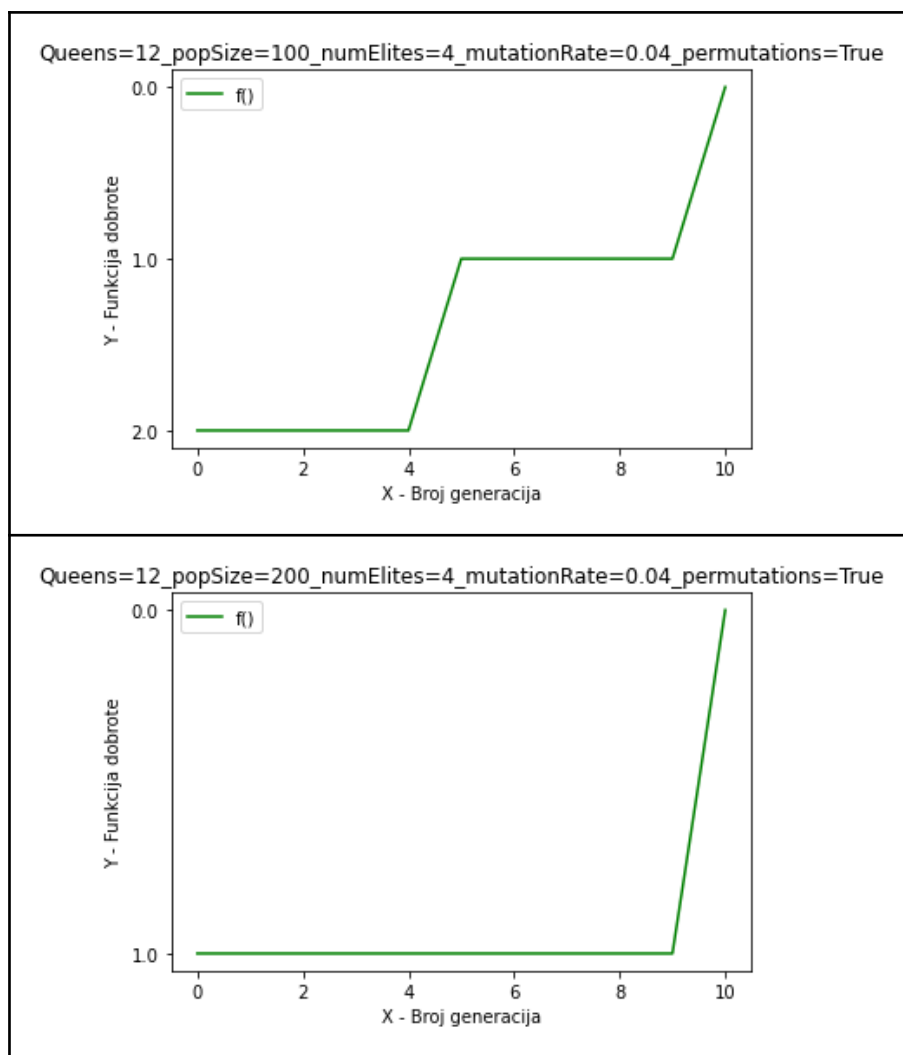 Queens=12_popSize=100_numElites=4_mutationRate=0.04_permutations=True
f()
0.0
1.0
2.0
Y - Funkcija dobrote
0 2 4 6 8 10
X - Broj generacija
Queens=12_popSize=200_numElites=4_mutationRate=0.04_permutations=True
f()
0.0
1.0
Y - Funkcija dobrote
0 2 4 6 8 10
X - Broj generacija